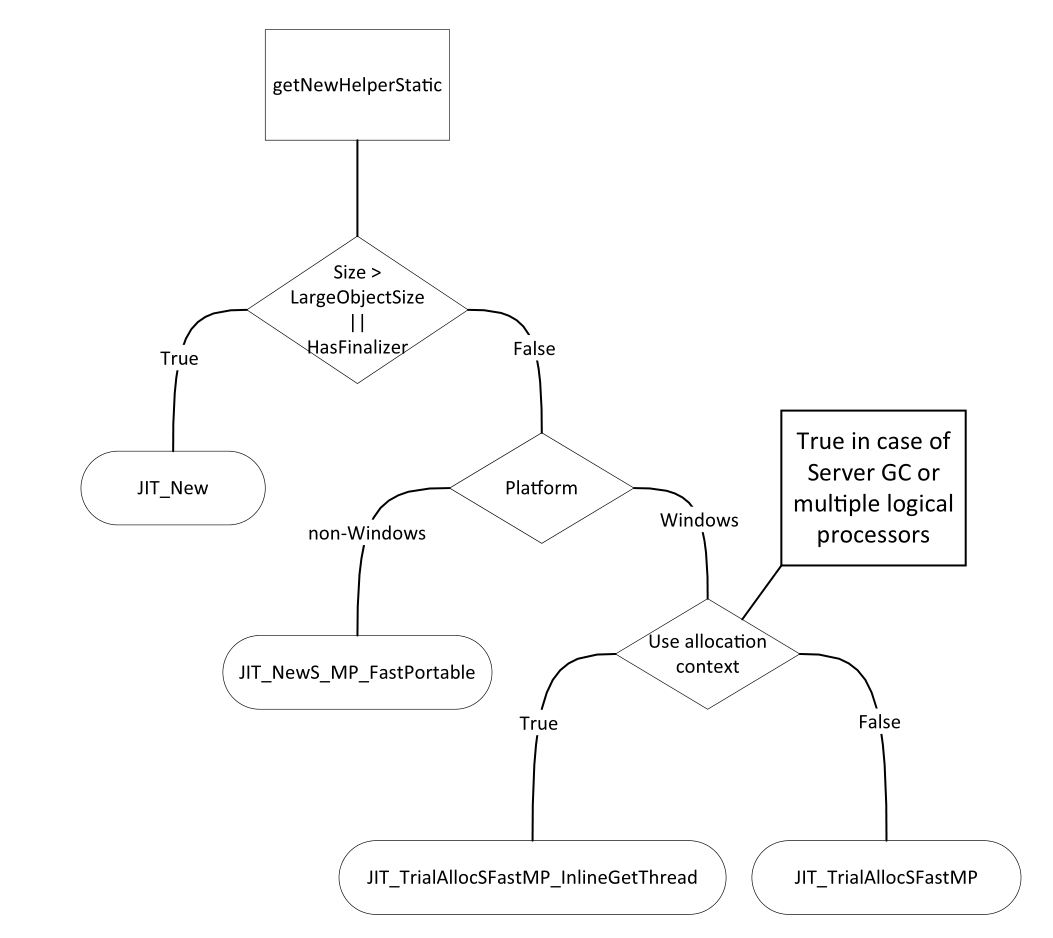 getNewHelperStatic
Size >
LargeObjectSize
||
HasFinalizer
True
False
True in case of
Server GC or
multiple logical
processors
JIT_New
Platform
non-Windows
Windows
Use allocation
context
JIT_NewS_MP_FastPortable
True
False
JIT_TrialAllocSFastMP_InlineGetThread
JIT_TrialAllocSFastMP